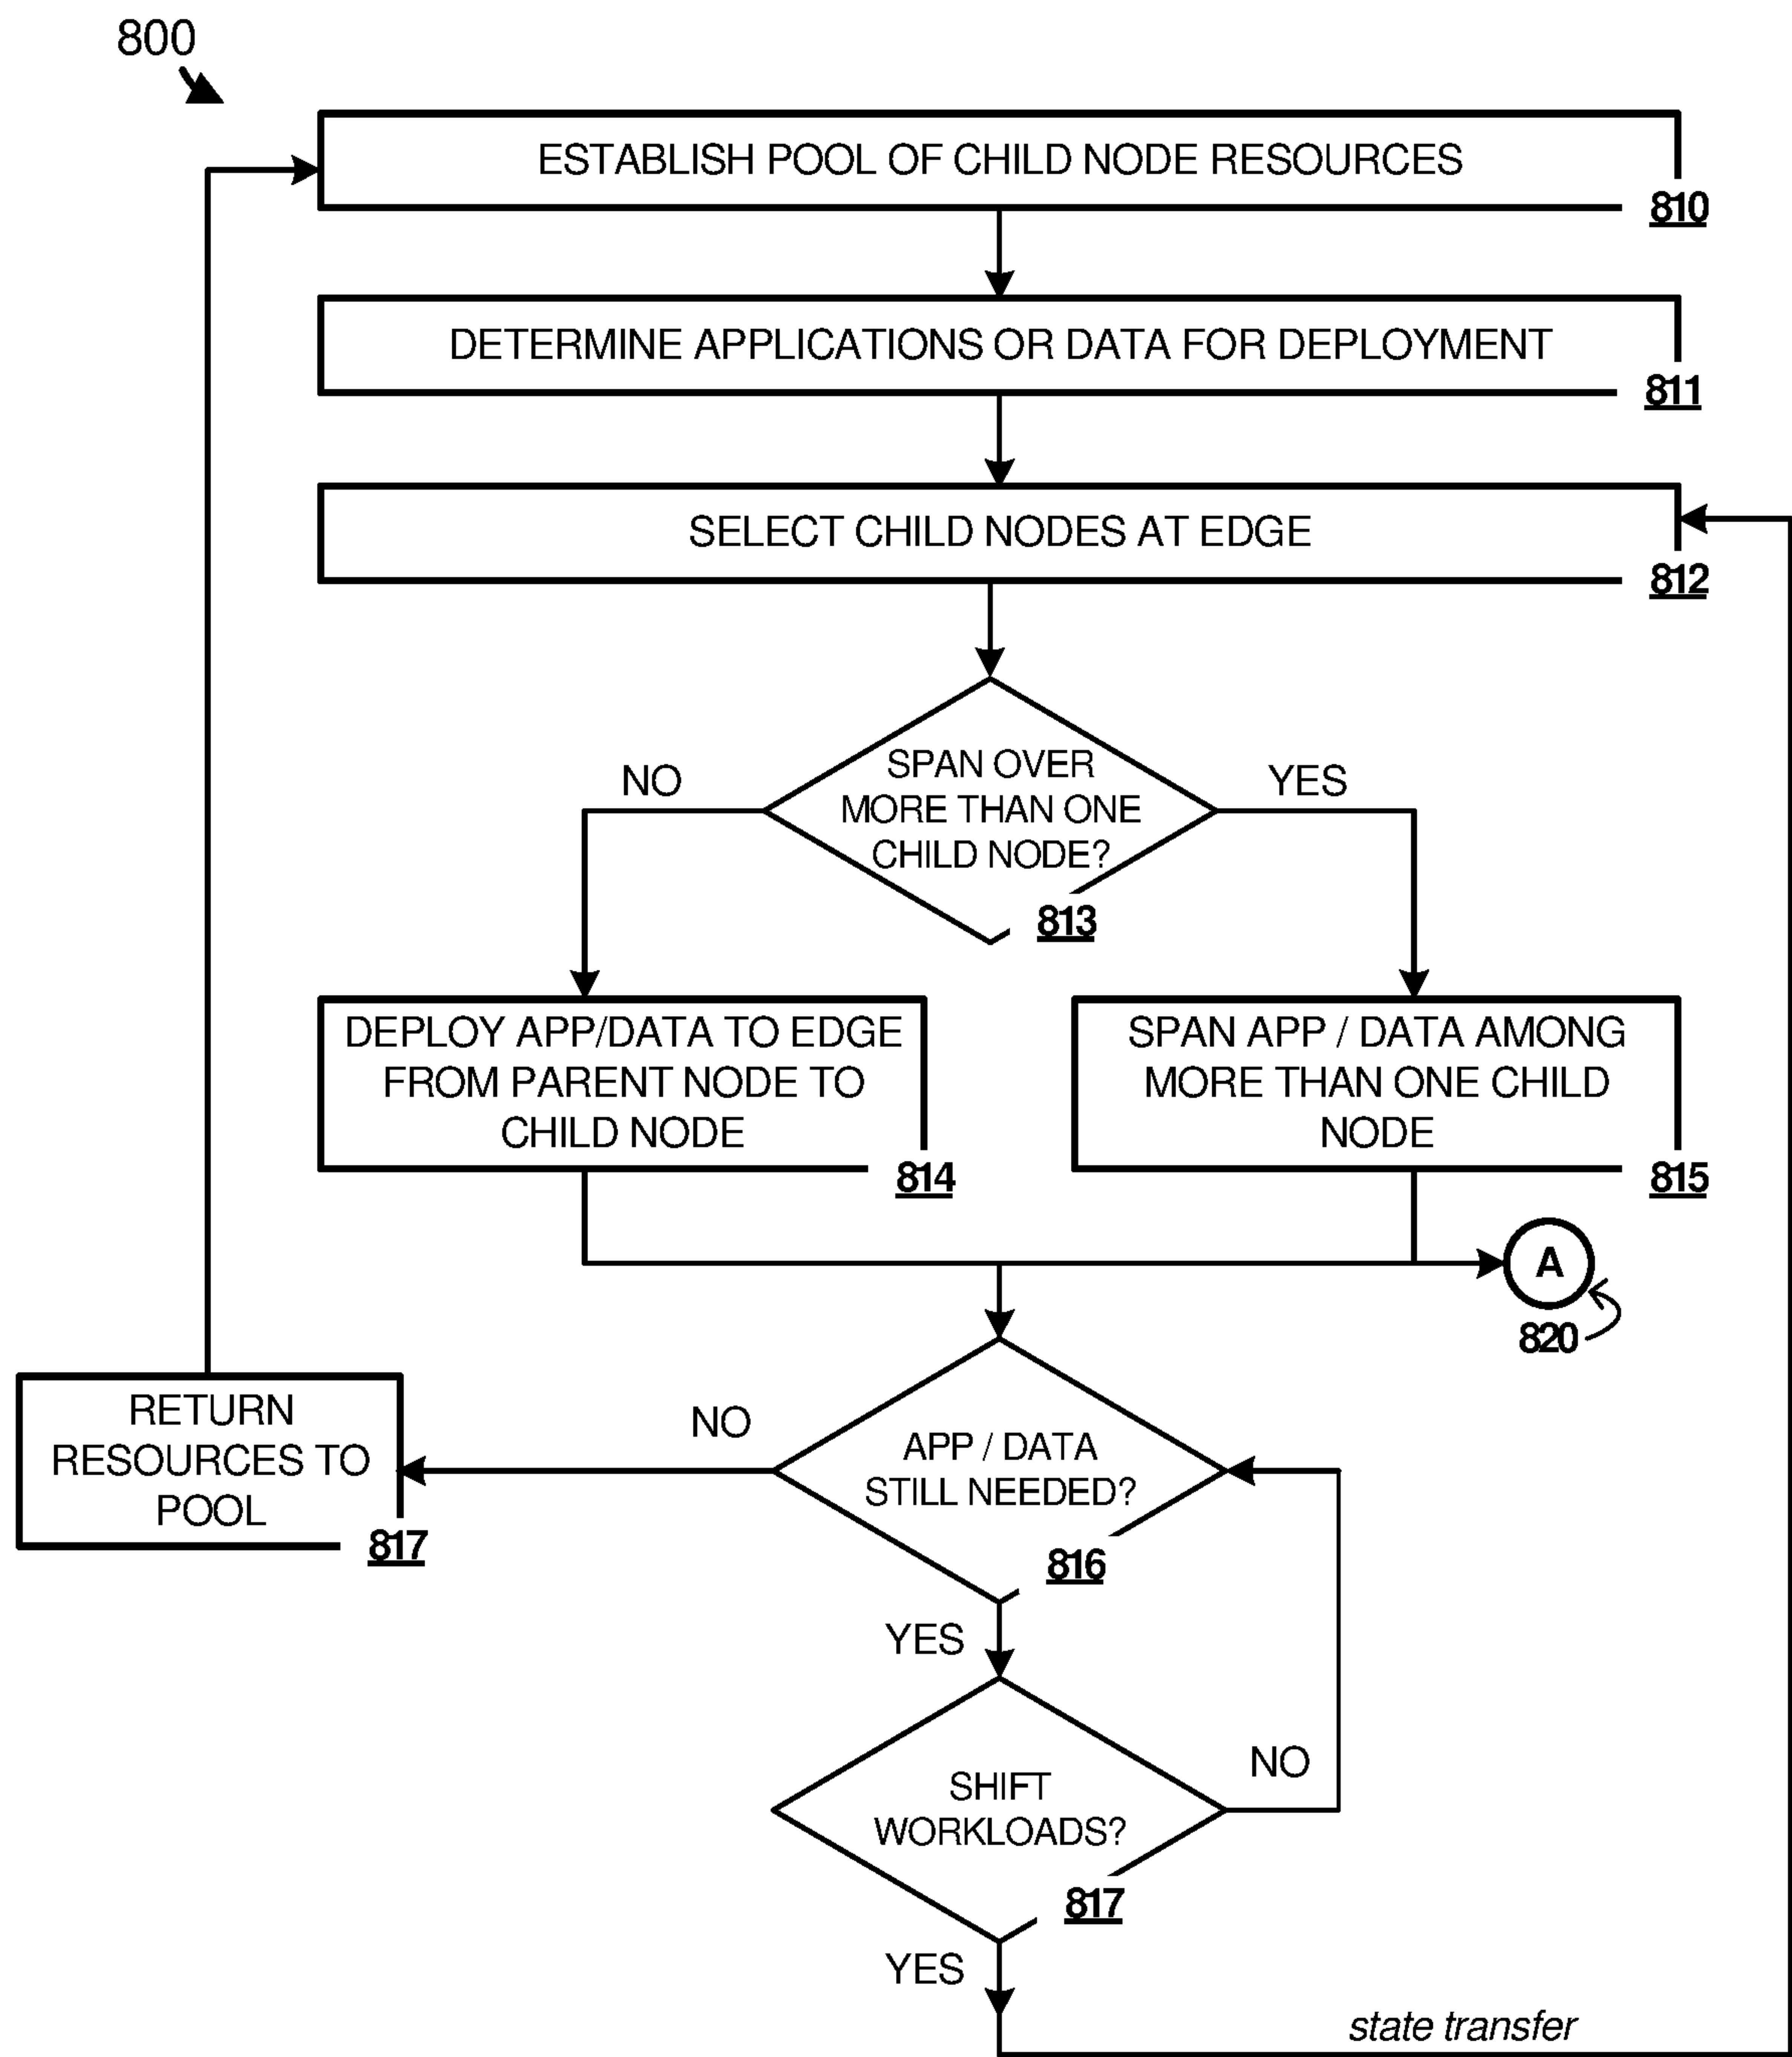 800
ESTABLISH POOL OF CHILD NODE RESOURCES
810
DETERMINE APPLICATIONS OR DATA FOR DEPLOYMENT
811
SELECT CHILD NODES AT EDGE
812
SPAN OVER
MORE THAN ONE
CHILD NODE?
813
NO
YES
DEPLOY APP/DATA TO EDGE
FROM PARENT NODE TO
CHILD NODE
814
SPAN APP / DATA AMONG
MORE THAN ONE CHILD
NODE
815
A
820
RETURN
RESOURCES TO
POOL
817
NO
APP / DATA
STILL NEEDED?
816
YES
SHIFT
WORKLOADS?
817
NO
YES
state transfer